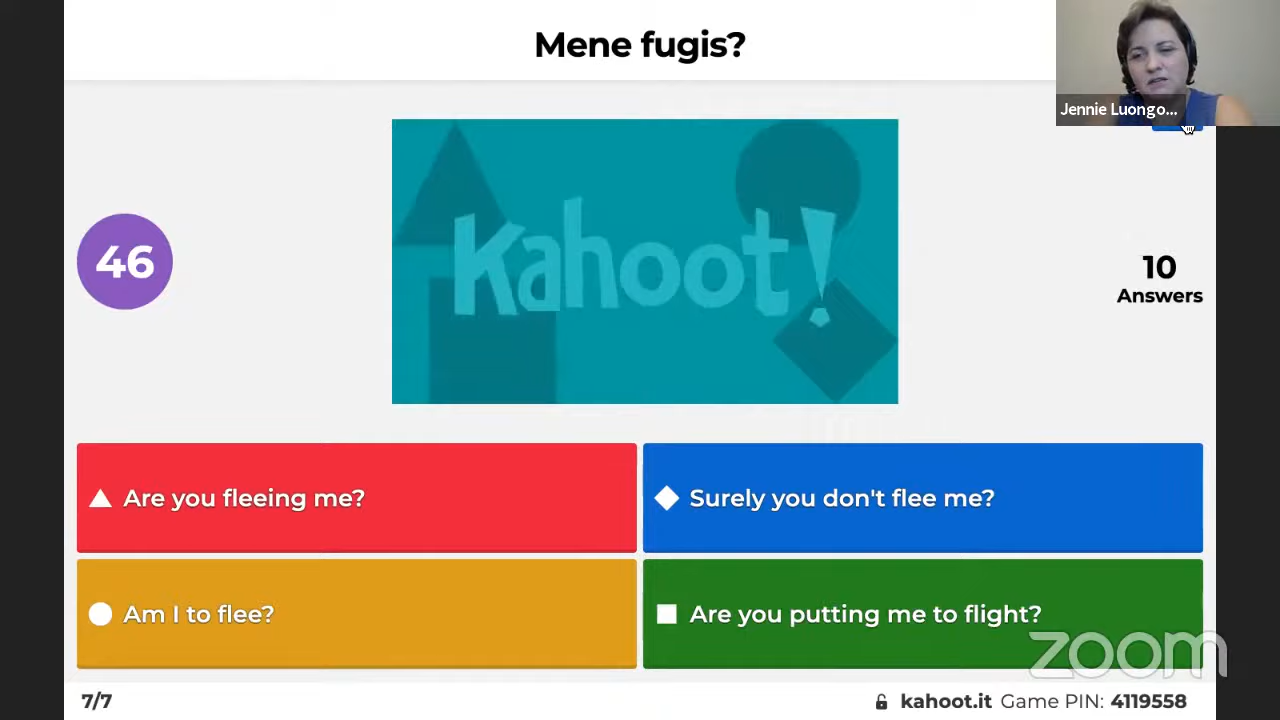 Mene fugis?
Jennie Luongo...
46
Kahoot!
10
Answers
Are you fleeing me?
Surely you don't flee me?
Am I to flee?
Are you putting me to flight?
zoom
7/7
kahoot.it Game PIN: 4119558